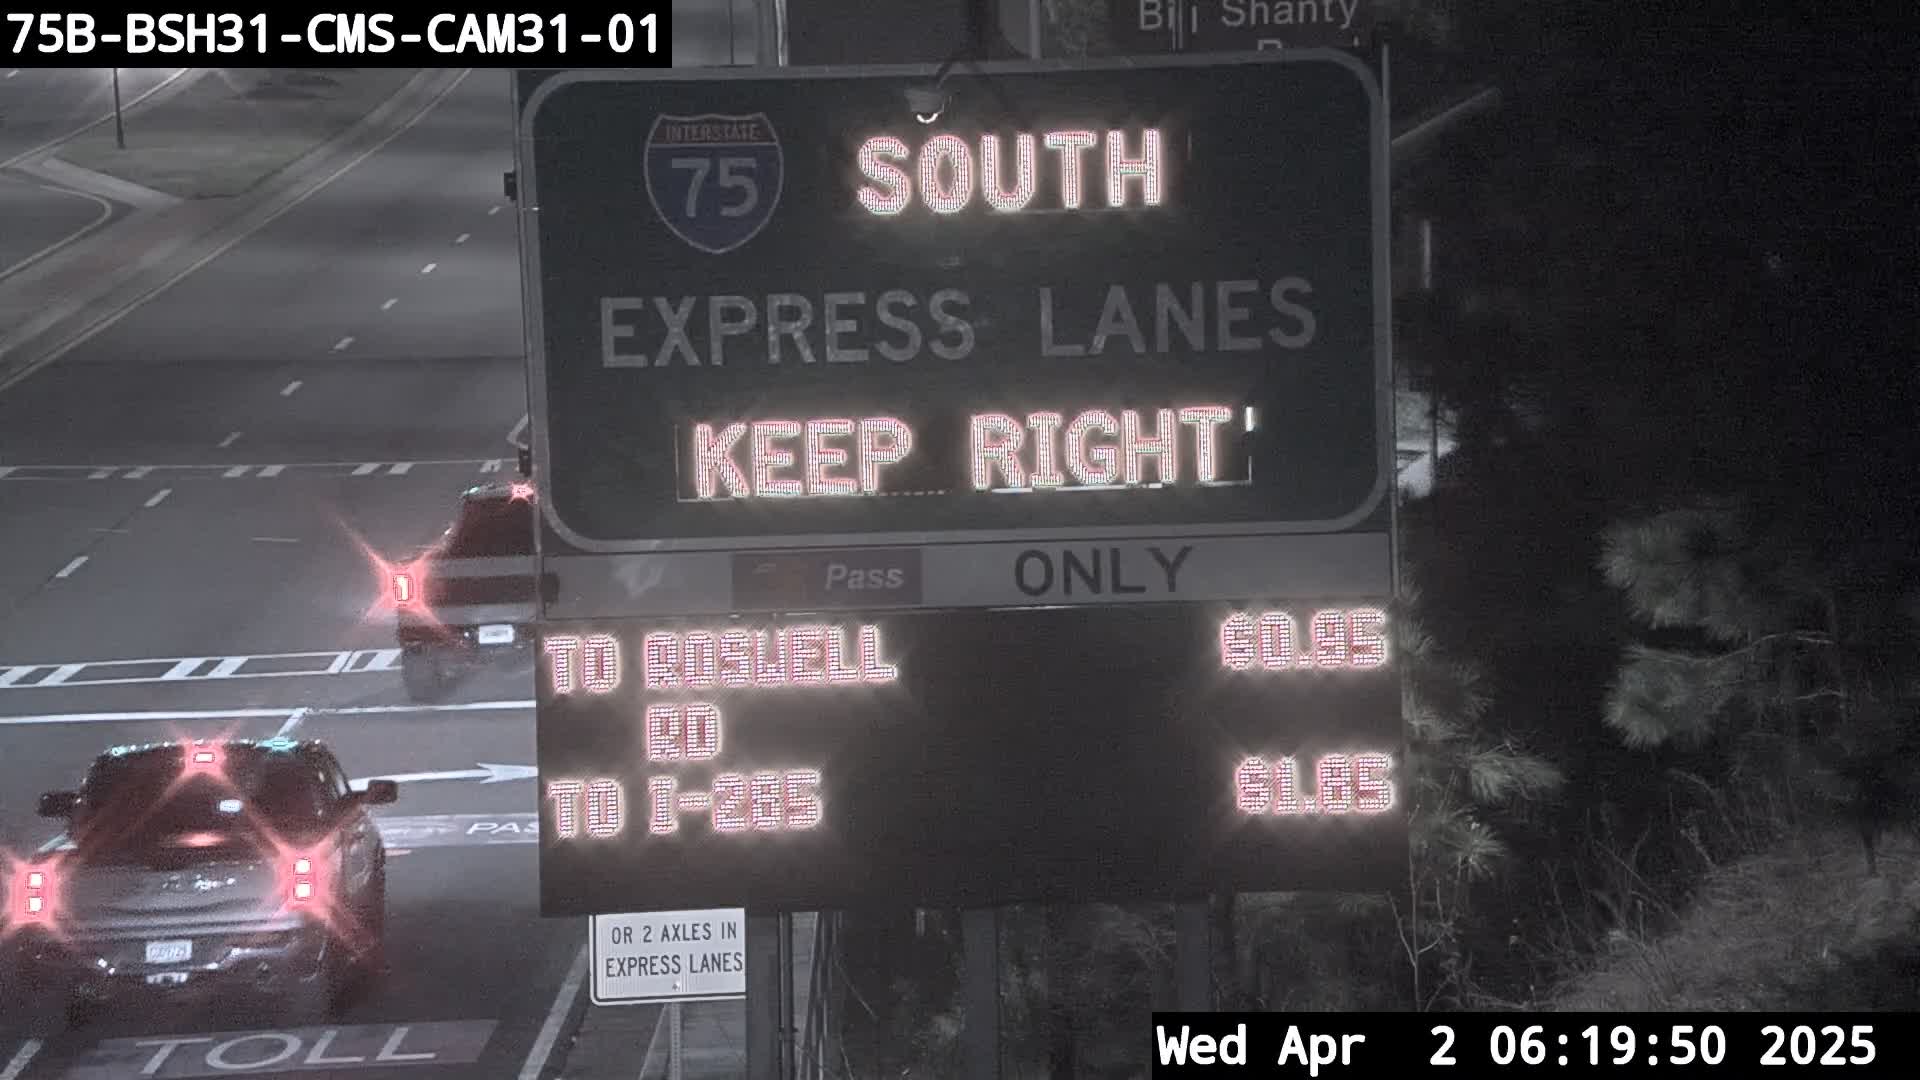 75B-BSH31-CMS-CAM31-01
Shanty
INTERSTATE
75
SOUTH
EXPRESS LANES
KEEP RIGHT
Pass ONLY
TO ROSWELL $0.95
RD
TO I-285 $1.85
OR 2 AXLES IN
EXPRESS LANES
TOLL
Wed Apr 2 06:19:50 2025